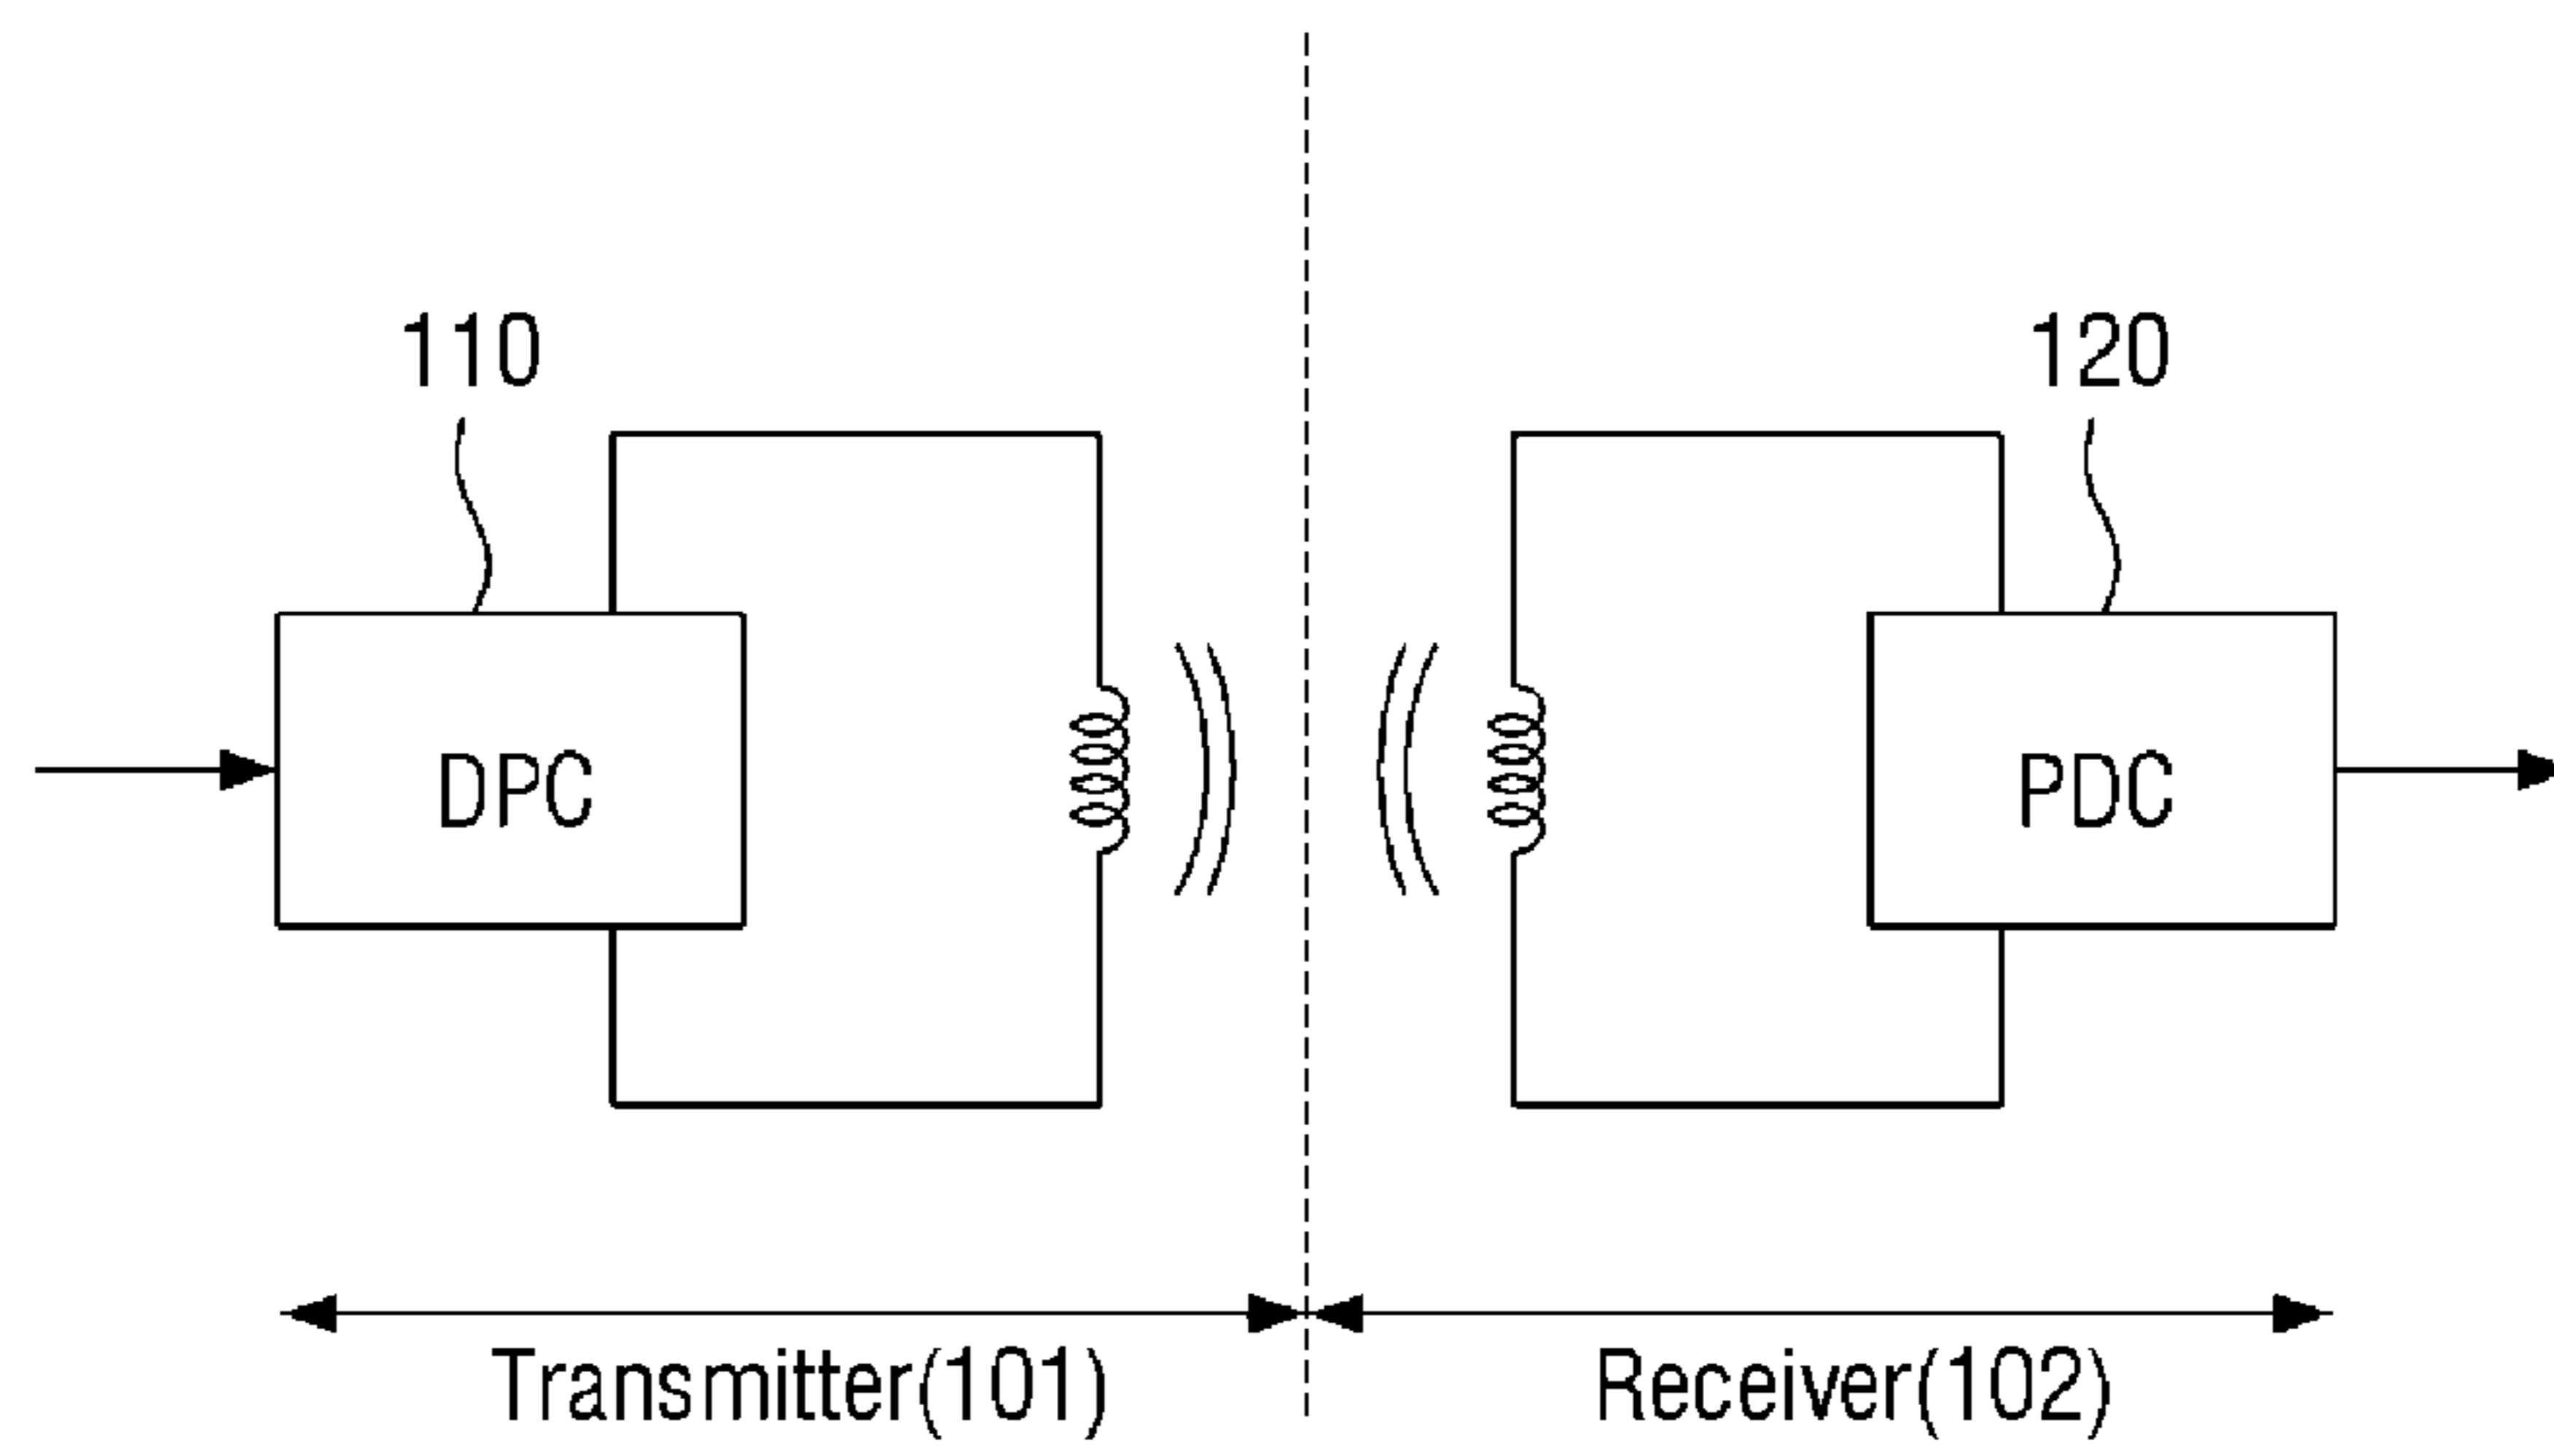 110
120
DPC
PDC
Transmitter(101)
Receiver(102)